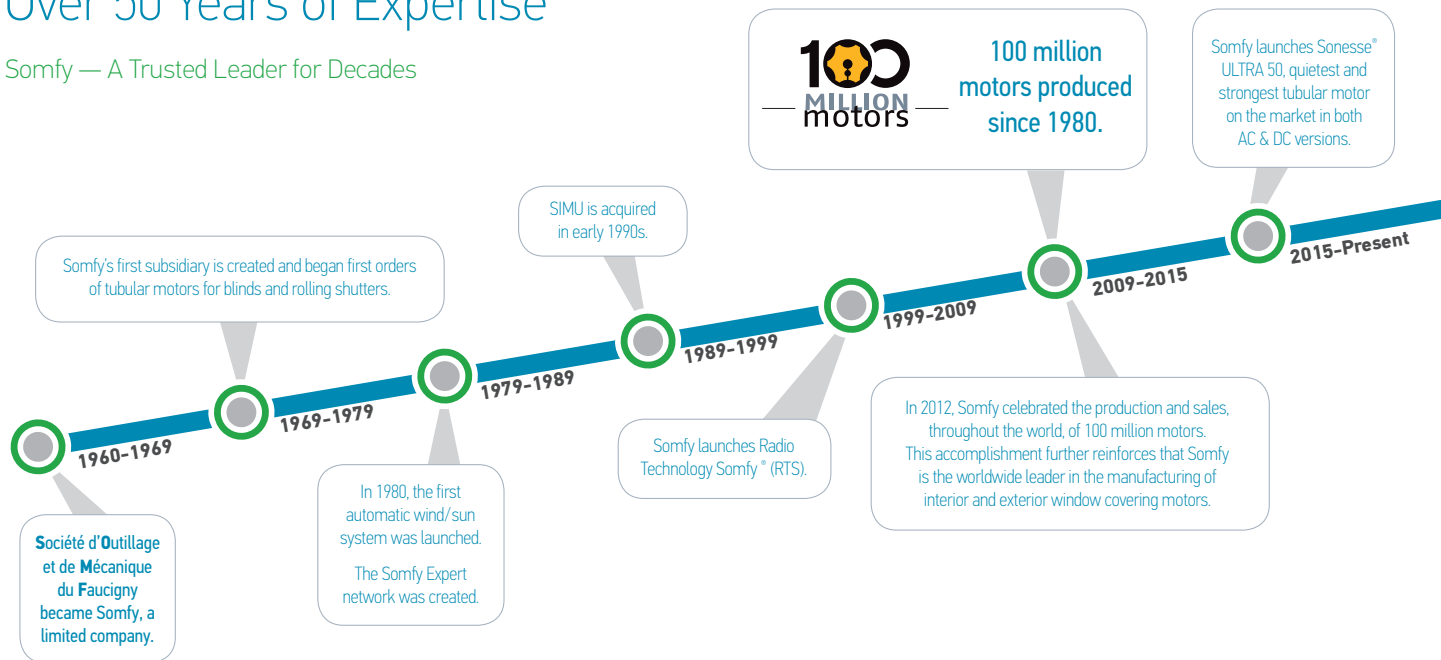 Over 50 Years of Expertise
Somfy — A Trusted Leader for Decades
100
MILLION
motors
100 million
motors produced
since 1980.
Somfy launches Sonesse®
ULTRA 50, quietest and
strongest tubular motor
on the market in both
AC & DC versions.
SIMU is acquired
in early 1990s.
Somfy's first subsidiary is created and began first orders
of tubular motors for blinds and rolling shutters.
1960-1969
1969-1979
1979-1989
1989-1999
1999-2009
2009-2015
2015-Present
Société d'Outillage
et de Mécanique
du Faucigny
became Somfy, a
limited company.
In 1980, the first
automatic wind/sun
system was launched.
The Somfy Expert
network was created.
Somfy launches Radio
Technology Somfy ® (RTS).
In 2012, Somfy celebrated the production and sales,
throughout the world, of 100 million motors.
This accomplishment further reinforces that Somfy
is the worldwide leader in the manufacturing of
interior and exterior window covering motors.